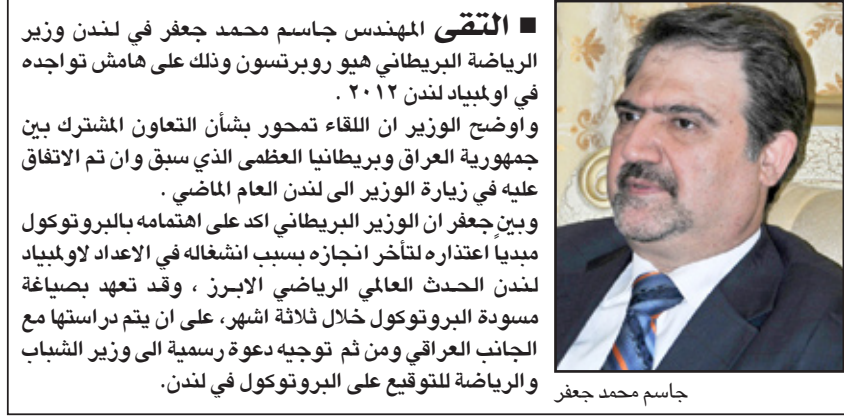 ■ التقى المهندس جاسم محمد جعفر في لندن وزير
الرياضة البريطاني هيو روبرتسون وذلك على هامش تواجده
في اولمبياد لندن ٢٠١٢ .
واوضح الوزير ان اللقاء تمحور بشأن التعاون المشترك بين
جمهورية العراق وبريطانيا العظمى الذي سبق وان تم الاتفاق
عليه في زيارة الوزير الى لندن العام الماضي .
وبين جعفر ان الوزير البريطاني اكد على اهتمامه بالبروتوكول
مبدياً اعتذاره لتأخر انجازه بسبب انشغاله في الاعداد لاولمبياد
لندن الحدث العالمي الرياضي الابرز ، وقد تعهد بصياغة
مسودة البروتوكول خلال ثلاثة اشهر، على ان يتم دراستها مع
الجانب العراقي ومن ثم توجيه دعوة رسمية الى وزير الشباب
والرياضة للتوقيع على البروتوكول في لندن.
جاسم محمد جعفر